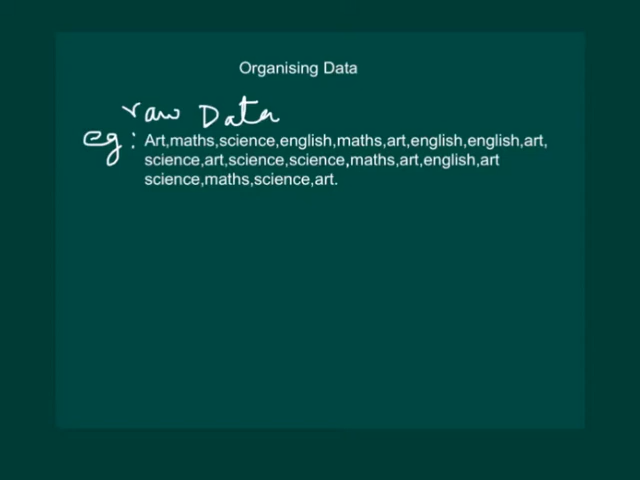 Organising Data
raw Data
eg: Art,maths,science,english,maths,art,english,english,art,
science,art,science,science,maths,art,english,art
science,maths,science,art.